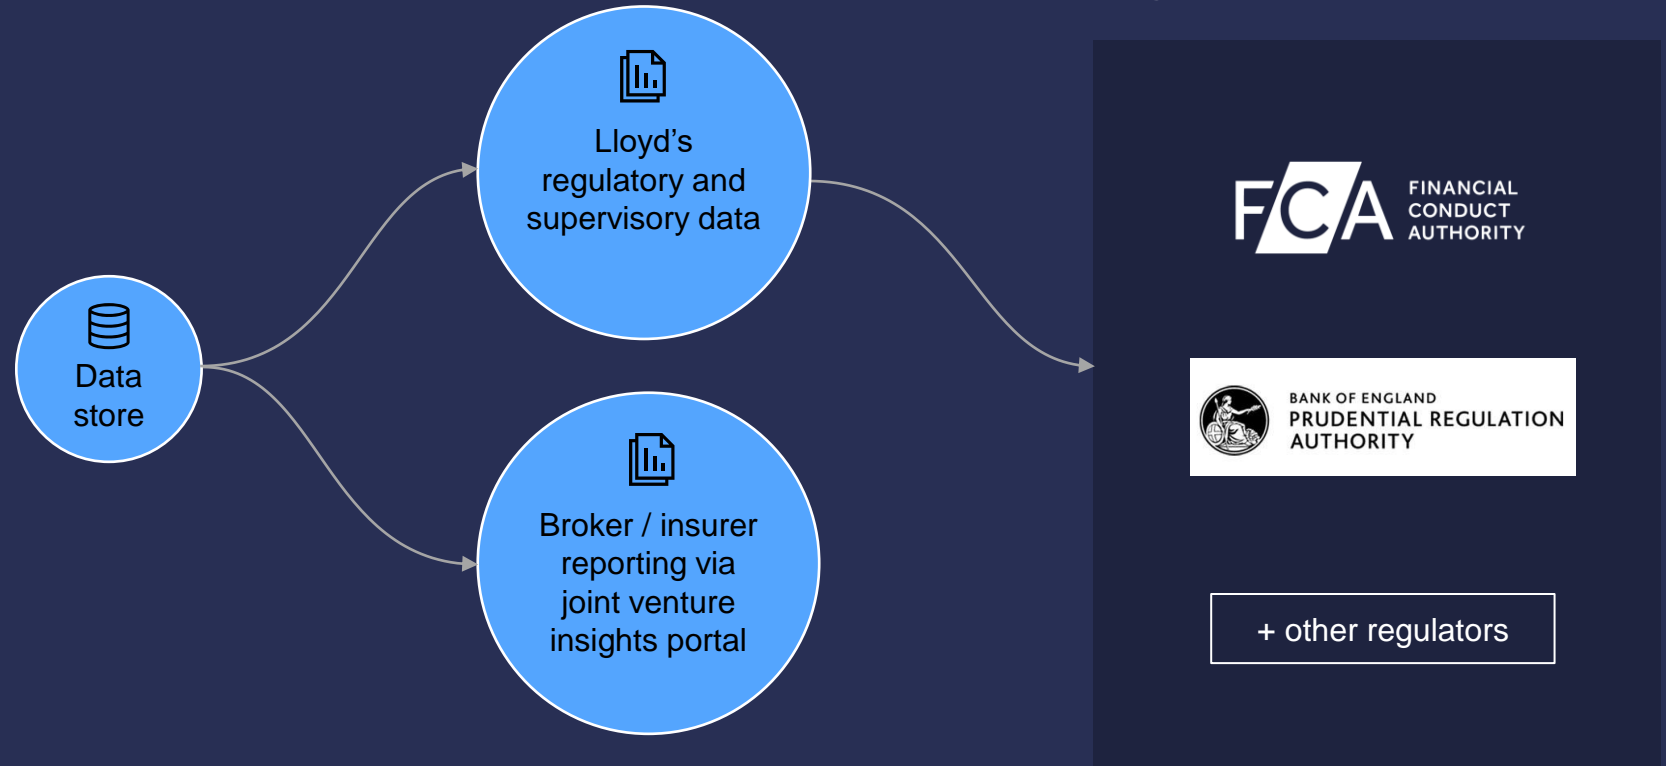 Data
store
Lloyd’s
regulatory and
supervisory data
Broker / insurer
reporting via
joint venture
insights portal
FCA
FINANCIAL
CONDUCT
AUTHORITY
BANK OF ENGLAND
PRUDENTIAL REGULATION
AUTHORITY
+ other regulators